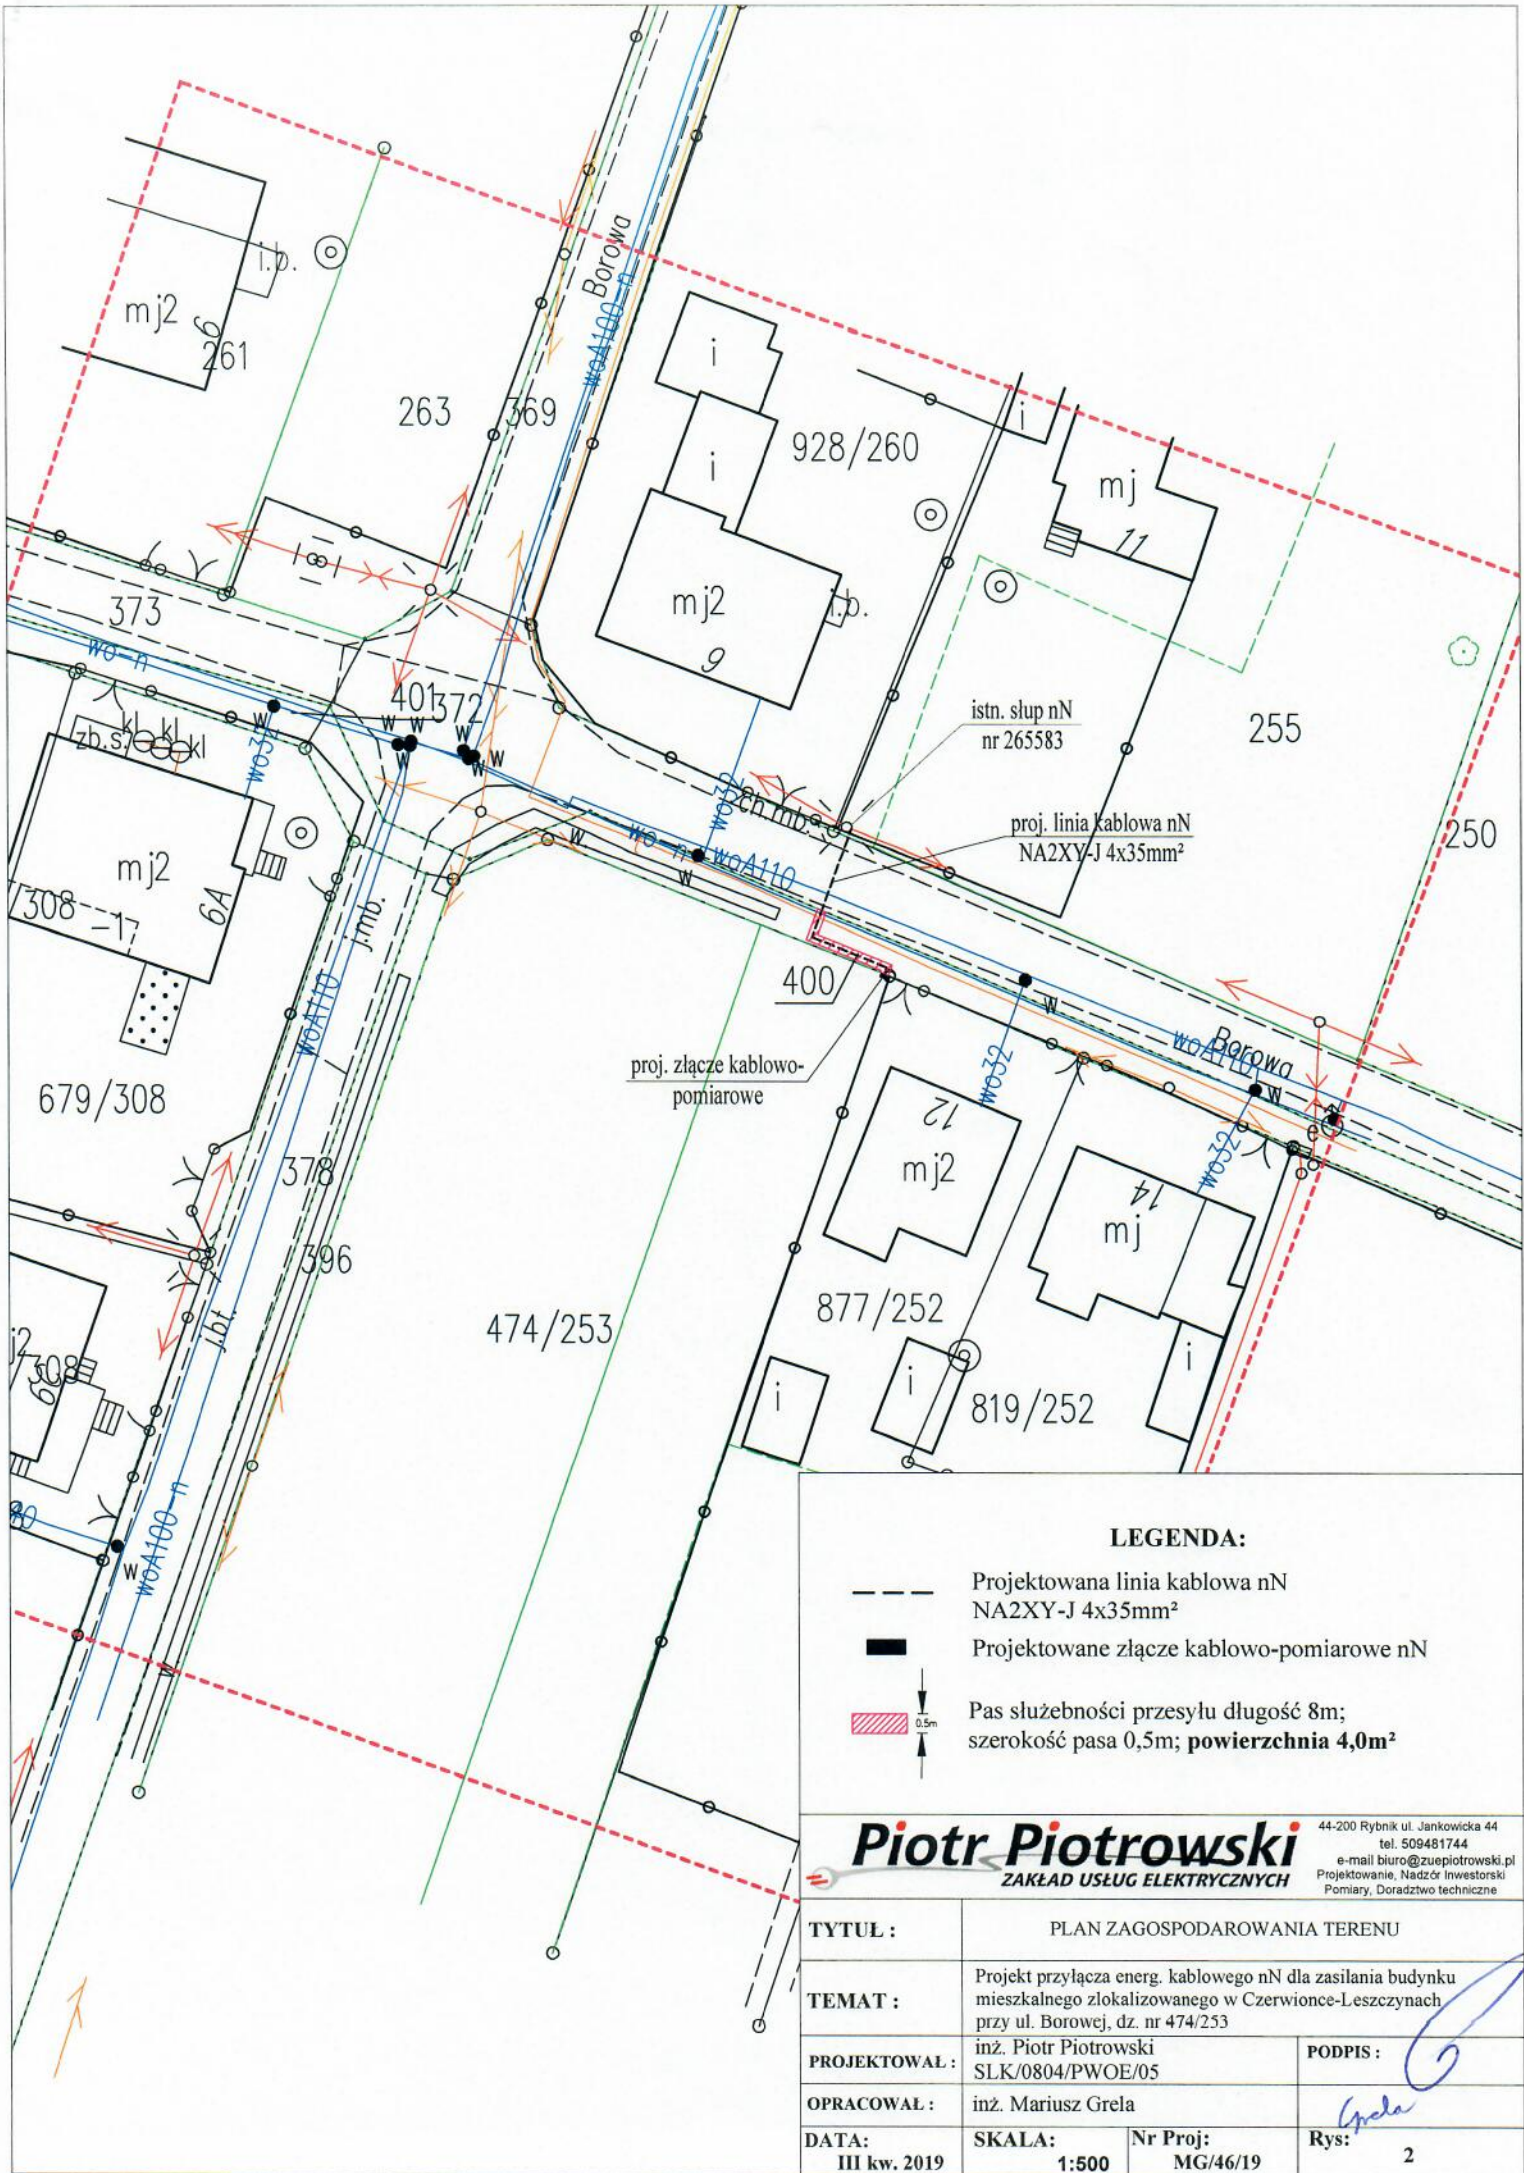 Borowa
woA100-n
i.b.
mj2
6
261
263
369
i
928/260
i
i
mj
11
mj2
i.b.
9
373
wo-n
401
372
w
w
w
w
w
w
kl
kl
kl
zb.s.
wo32
istn. słup nN
nr 265583
255
wo32
ch.mb.
proj. linia kablowa nN
NA2XY-J 4x35mm²
250
w
wo-n
woA110
w
mj2
6A
308
-1
j.mb.
400
w
woA110
Borowa
woA110
w
proj. złącze kablowo-
pomiarowe
wo32
679/308
12
mj2
e
wo32
14
mj
378
396
j.bt.
474/253
877/252
i
i
i
819/252
j2
308
6C
woA100-n
w
w
LEGENDA:
Projektowana linia kablowa nN
NA2XY-J 4x35mm²
Projektowane złącze kablowo-pomiarowe nN
0.5m
Pas służebności przesyłu długość 8m;
szerokość pasa 0,5m; powierzchnia 4,0m²
Piotr Piotrowski
ZAKŁAD USŁUG ELEKTRYCZNYCH
44-200 Rybnik ul. Jankowicka 44
tel. 509481744
e-mail biuro@zuepiotrowski.pl
Projektowanie, Nadzór Inwestorski
Pomiary, Doradztwo techniczne
TYTUŁ :
PLAN ZAGOSPODAROWANIA TERENU
TEMAT :
Projekt przyłącza energ. kablowego nN dla zasilania budynku
mieszkalnego zlokalizowanego w Czerwionce-Leszczynach
przy ul. Borowej, dz. nr 474/253
PROJEKTOWAŁ :
inż. Piotr Piotrowski
SLK/0804/PWOE/05
PODPIS :
OPRACOWAŁ :
inż. Mariusz Grela
Grela
DATA:
III kw. 2019
SKALA:
1:500
Nr Proj:
MG/46/19
Rys:
2